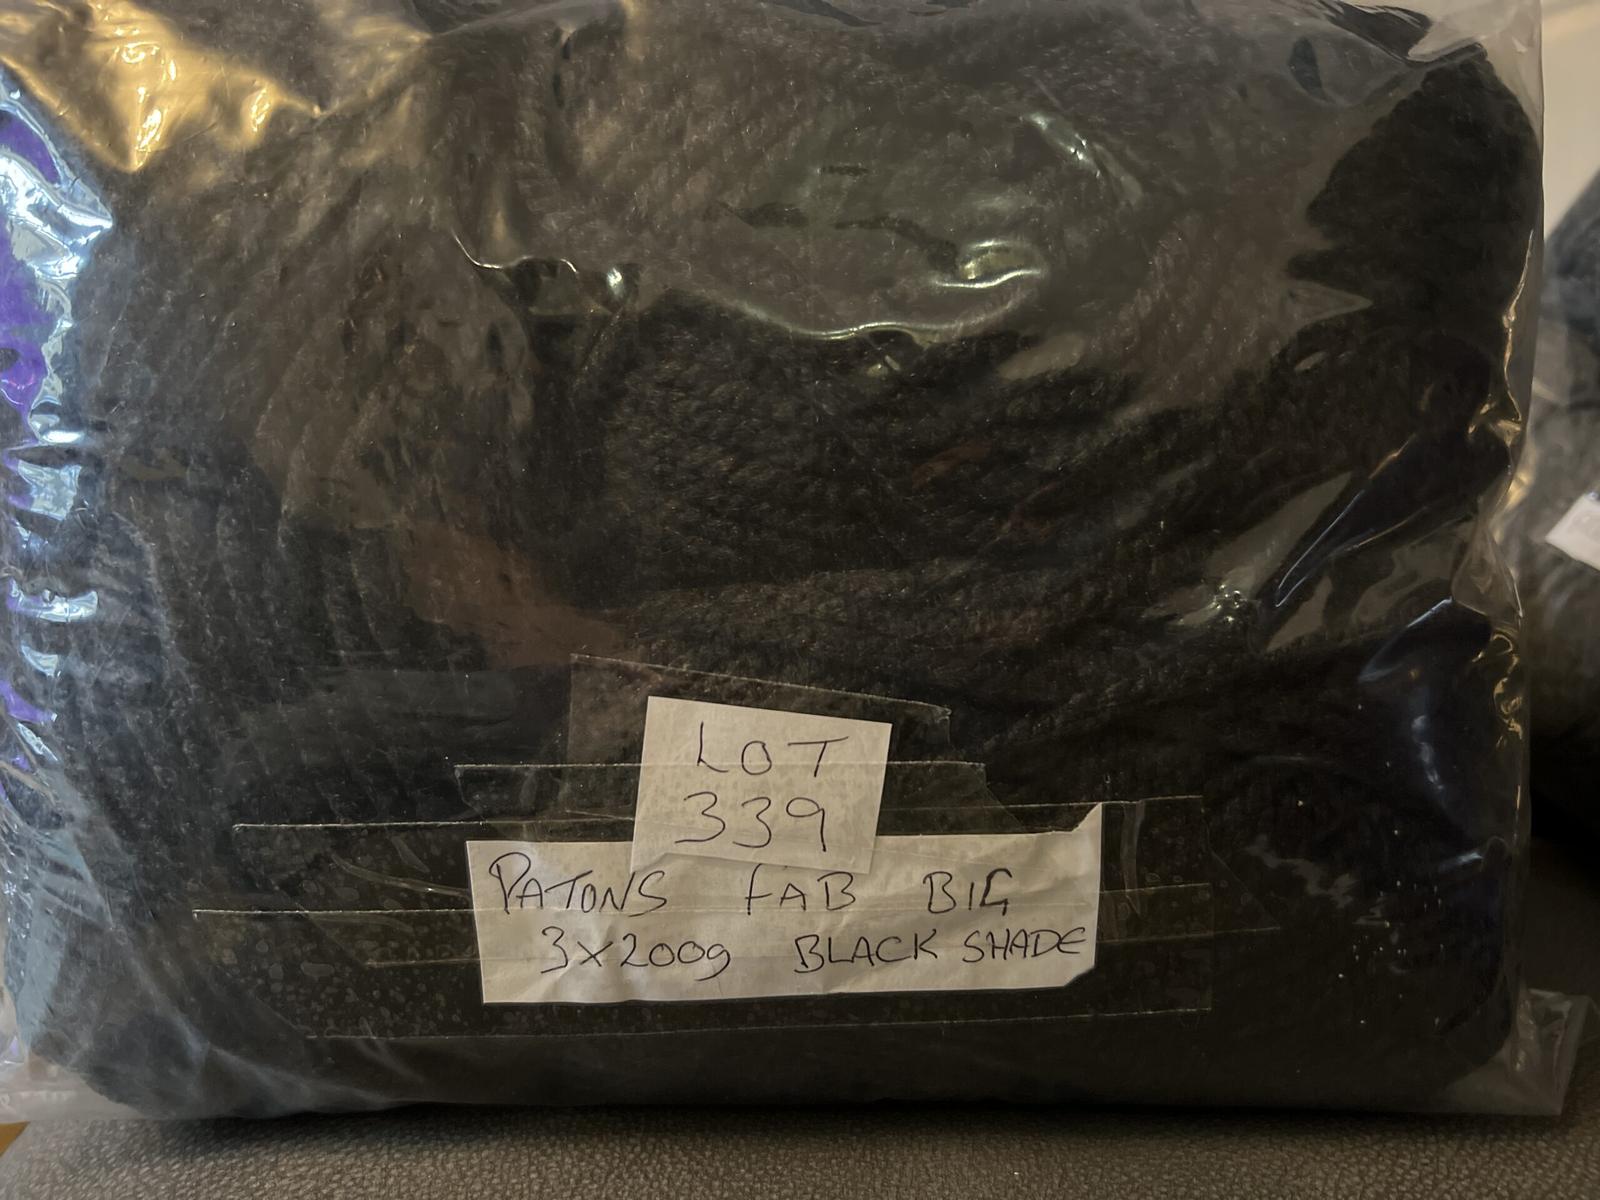 LOT
339
PATONS FAB BIG
3X200g BLACK SHADE